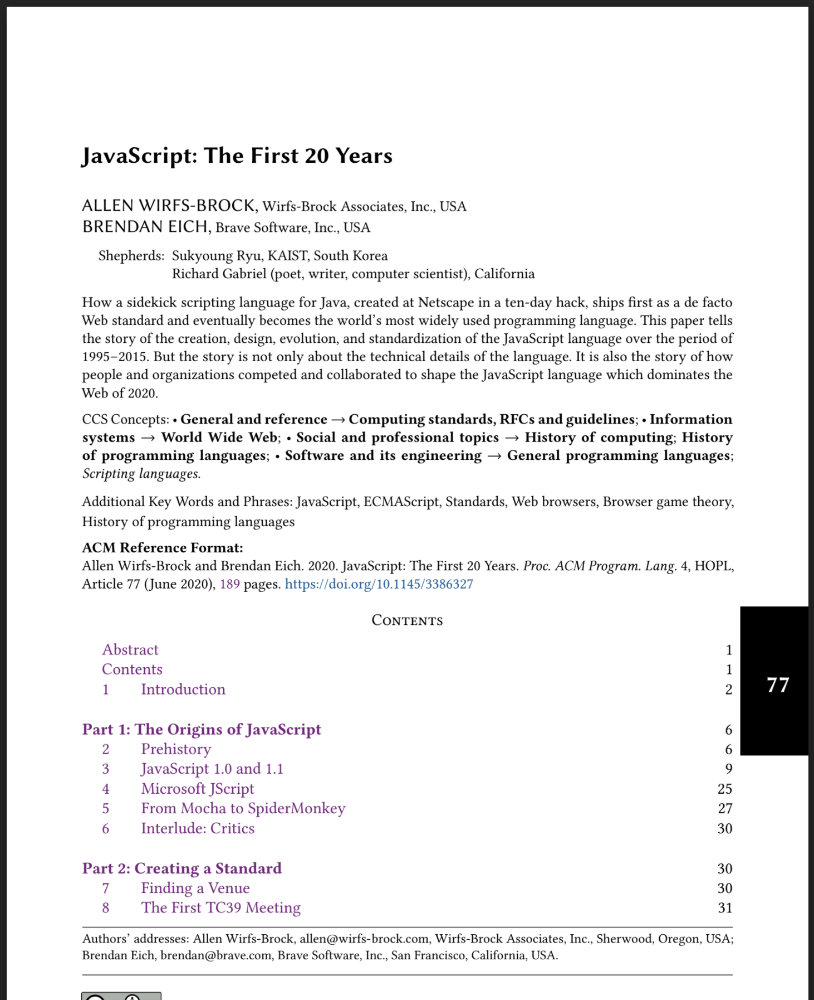 JavaScript: The First 20 Years
ALLEN WIRFS-BROCK, Wirfs-Brock Associates, Inc., USA
BRENDAN EICH, Brave Software, Inc., USA
Shepherds: Sukyoung Ryu, KAIST, South Korea
Richard Gabriel (poet, writer, computer scientist), California
How a sidekick scripting language for Java, created at Netscape in a ten-day hack, ships first as a de facto
Web standard and eventually becomes the world's most widely used programming language. This paper tells
the story of the creation, design, evolution, and standardization of the JavaScript language over the period of
1995–2015. But the story is not only about the technical details of the language. It is also the story of how
people and organizations competed and collaborated to shape the JavaScript language which dominates the
Web of 2020.
CCS Concepts: • General and reference → Computing standards, RFCs and guidelines; • Information
systems → World Wide Web; • Social and professional topics → History of computing; History
of programming languages; • Software and its engineering → General programming languages;
Scripting languages.
Additional Key Words and Phrases: JavaScript, ECMAScript, Standards, Web browsers, Browser game theory,
History of programming languages
ACM Reference Format:
Allen Wirfs-Brock and Brendan Eich. 2020. JavaScript: The First 20 Years. Proc. ACM Program. Lang. 4, HOPL,
Article 77 (June 2020), 189 pages. https://doi.org/10.1145/3386327
Contents
Abstract 1
Contents 1
1 Introduction 2
77
Part 1: The Origins of JavaScript 6
2 Prehistory 6
3 JavaScript 1.0 and 1.1 9
4 Microsoft JScript 25
5 From Mocha to SpiderMonkey 27
6 Interlude: Critics 30
Part 2: Creating a Standard 30
7 Finding a Venue 30
8 The First TC39 Meeting 31
Authors' addresses: Allen Wirfs-Brock, allen@wirfs-brock.com, Wirfs-Brock Associates, Inc., Sherwood, Oregon, USA;
Brendan Eich, brendan@brave.com, Brave Software, Inc., San Francisco, California, USA.